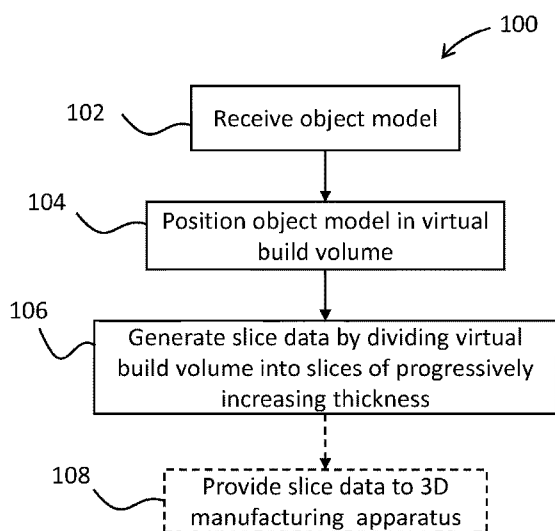 100
102
Receive object model
104
Position object model in virtual
build volume
106
Generate slice data by dividing virtual
build volume into slices of progressively
increasing thickness
108
Provide slice data to 3D
manufacturing apparatus